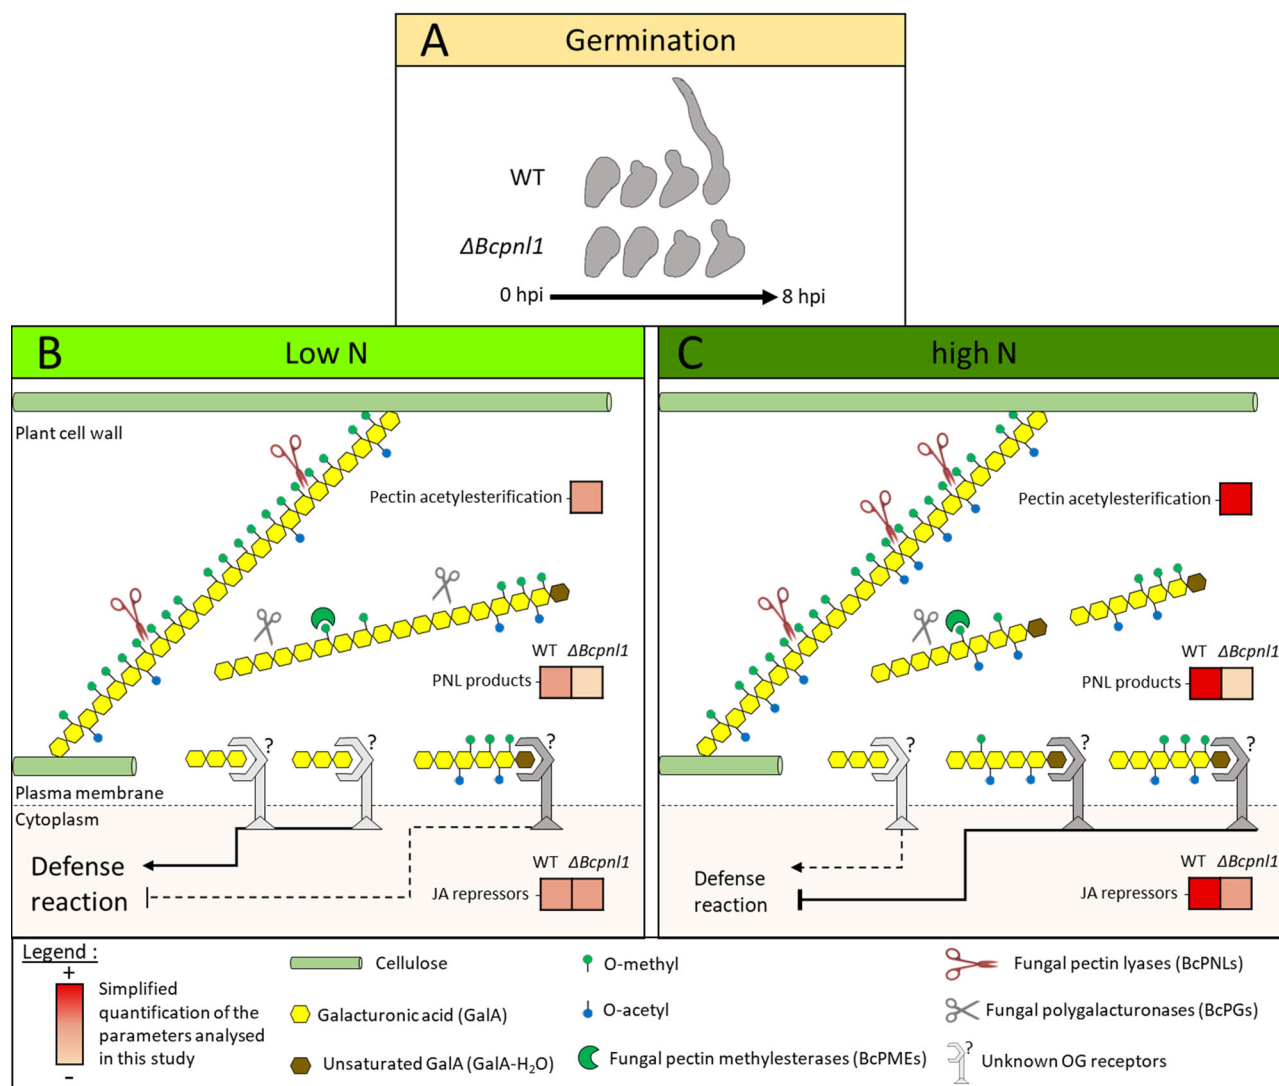 A Germination
WT
ΔBcpnl1
0 hpi 8 hpi
B Low N
Plant cell wall
Pectin acetylesterification
WT ΔBcpnl1
PNL products
? ? ?
Plasma membrane
Cytoplasm
Defense
reaction
WT ΔBcpnl1
JA repressors
C high N
Pectin acetylesterification
WT ΔBcpnl1
PNL products
? ? ?
Defense
reaction
WT ΔBcpnl1
JA repressors
Legend :
+
Simplified
quantification of the
parameters analysed
in this study
-
Cellulose
Galacturonic acid (GalA)
Unsaturated GalA (GalA-H₂O)
O-methyl
O-acetyl
Fungal pectin methylesterases (BcPMEs)
Fungal pectin lyases (BcPNLs)
Fungal polygalacturonases (BcPGs)
? Unknown OG receptors